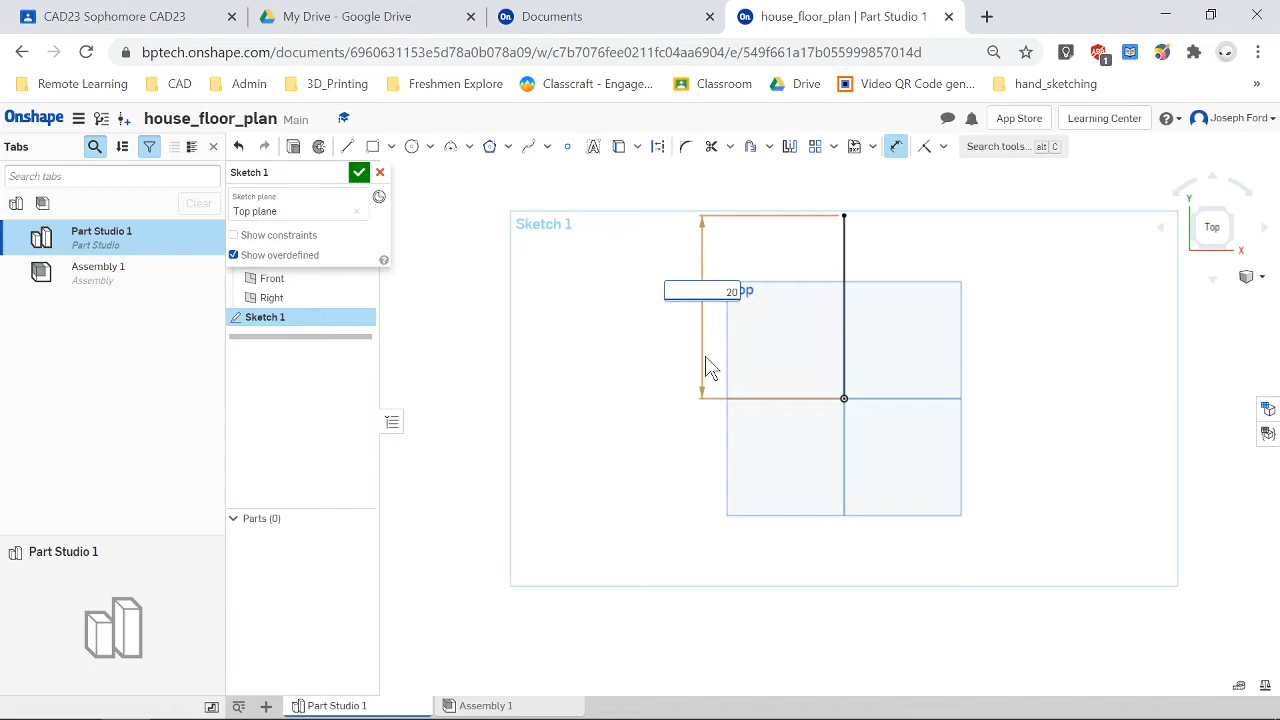 CAD23 Sophomore CAD23
My Drive - Google Drive
Documents
house_floor_plan | Part Studio 1
bptech.onshape.com/documents/6960631153e5d78a0b078a09/w/c7b7076fee0211fc04aa6904/e/549f661a17b055999857014d
1
Remote Learning
CAD
Admin
3D_Printing
Freshmen Explore
Classcraft - Engage...
Classroom
Drive
Video QR Code gen...
hand_sketching
»
Onshape
house_floor_plan Main
App Store
Learning Center
Joseph Ford
Tabs
Search tools... alt C
Search tabs
Clear
Part Studio 1
Part Studio
Assembly 1
Assembly
Sketch 1
Sketch plane
Top plane
Show constraints
Show overdefined
Front
Right
Sketch 1
Parts (0)
Sketch 1
20
op
Y
Top
X
Part Studio 1
Part Studio 1
Assembly 1